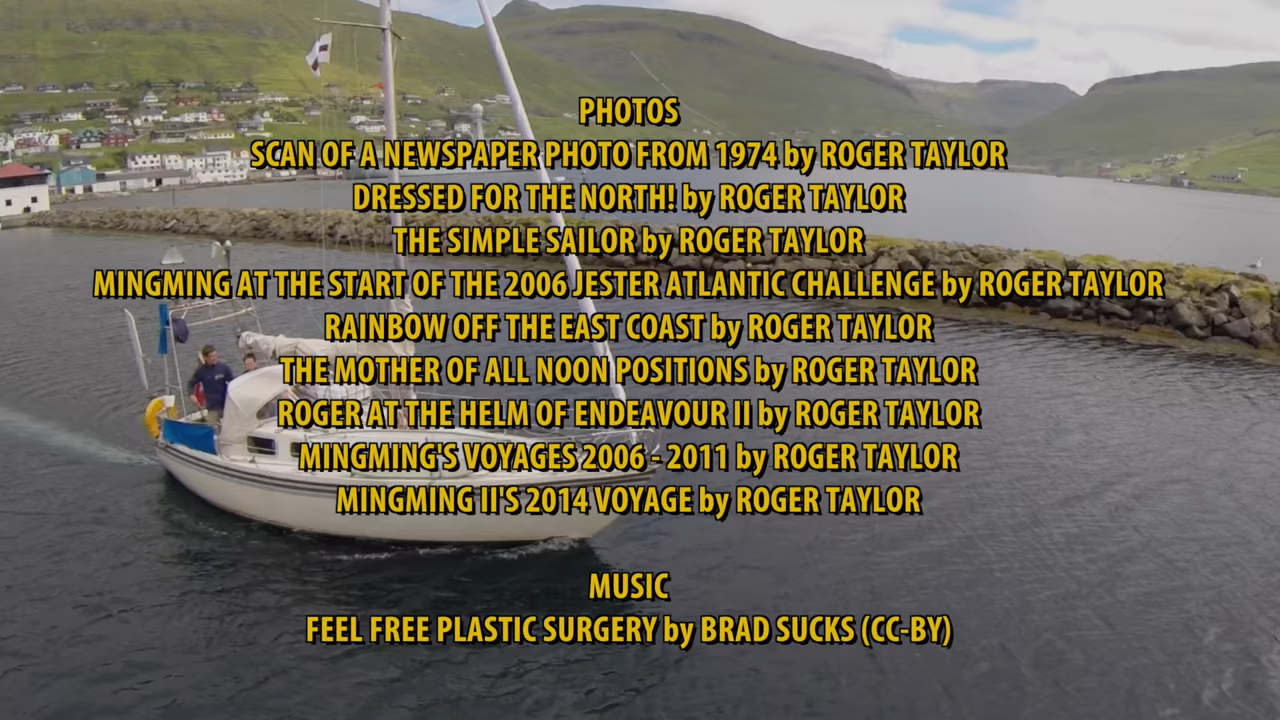 PHOTOS
SCAN OF A NEWSPAPER PHOTO FROM 1974 by ROGER TAYLOR
DRESSED FOR THE NORTH! by ROGER TAYLOR
THE SIMPLE SAILOR by ROGER TAYLOR
MINGMING AT THE START OF THE 2006 JESTER ATLANTIC CHALLENGE by ROGER TAYLOR
RAINBOW OFF THE EAST COAST by ROGER TAYLOR
THE MOTHER OF ALL NOON POSITIONS by ROGER TAYLOR
ROGER AT THE HELM OF ENDEAVOUR II by ROGER TAYLOR
MINGMING'S VOYAGES 2006 - 2011 by ROGER TAYLOR
MINGMING II'S 2014 VOYAGE by ROGER TAYLOR
MUSIC
FEEL FREE PLASTIC SURGERY by BRAD SUCKS (CC-BY)